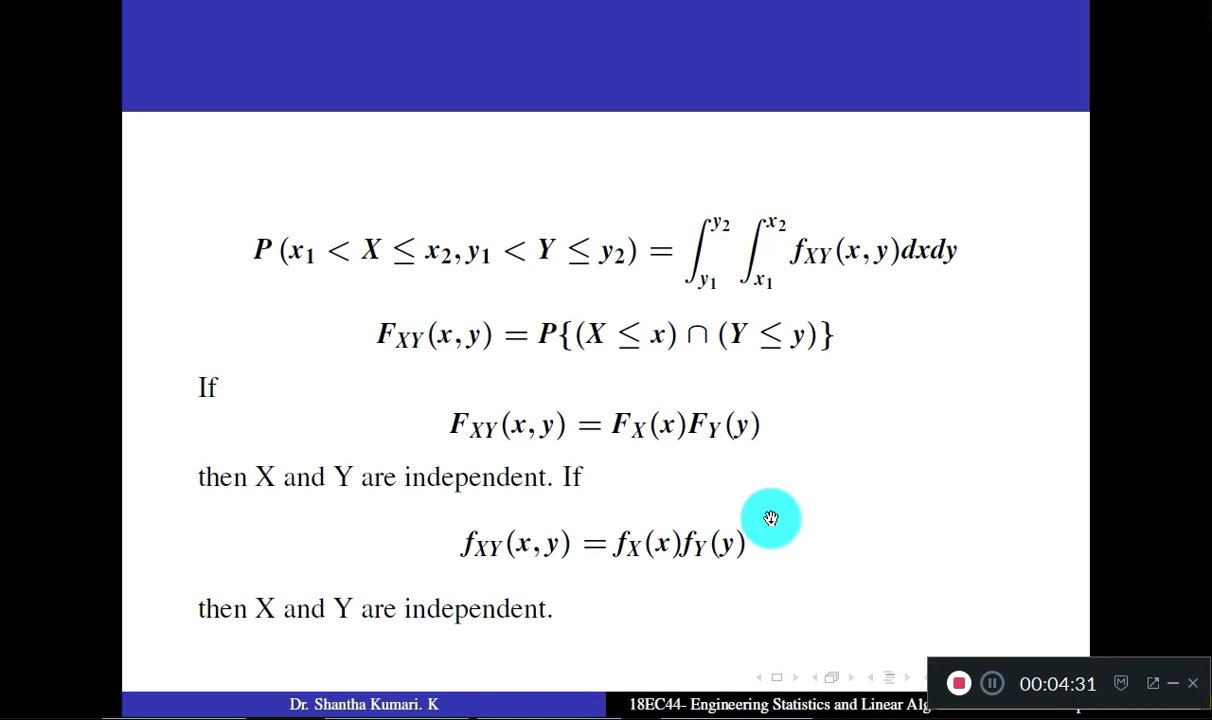 P (x₁ < X ≤ x₂, y₁ < Y ≤ y₂) = ∫_{y₁}^{y₂} ∫_{x₁}^{x₂} f_{XY}(x, y)dxdy
F_{XY}(x, y) = P{(X ≤ x) ∩ (Y ≤ y)}
If
F_{XY}(x, y) = F_X(x)F_Y(y)
then X and Y are independent. If
f_{XY}(x, y) = f_X(x)f_Y(y)
then X and Y are independent.
00:04:31
Dr. Shantha Kumari. K
18EC44- Engineering Statistics and Linear